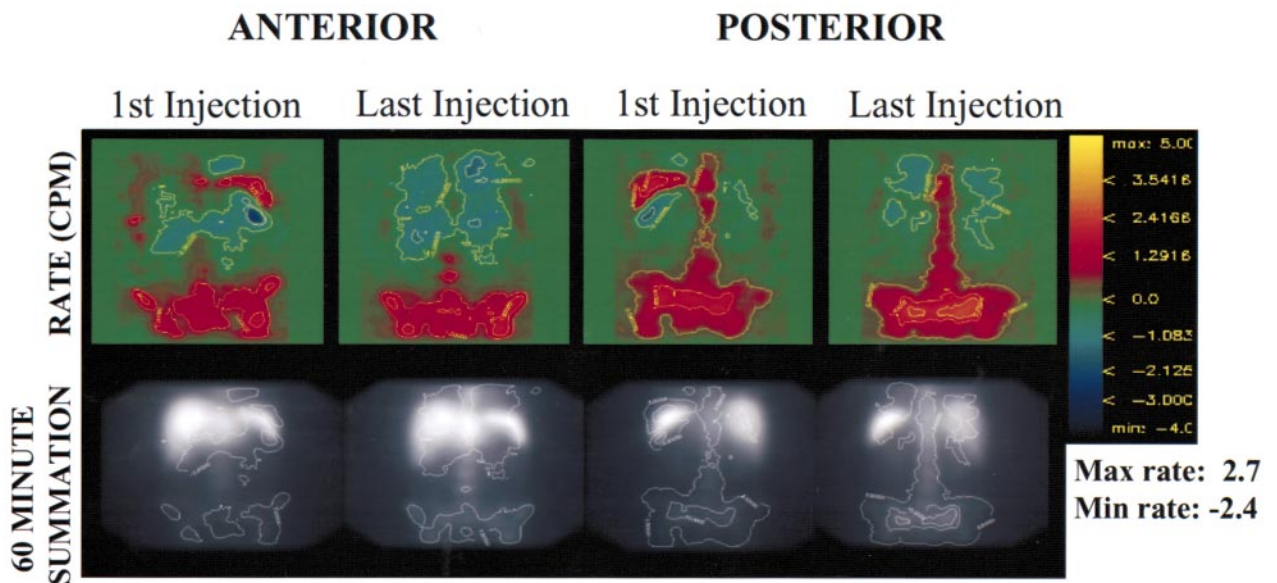 ANTERIOR POSTERIOR
1st Injection Last Injection 1st Injection Last Injection
RATE (CPM)
max: 5.00
< 3.5416
< 2.4166
< 1.2916
< 0.0
< -1.083
< -2.125
< -3.000
min: -4.0
60 MINUTE
SUMMATION
Max rate: 2.7
Min rate: -2.4